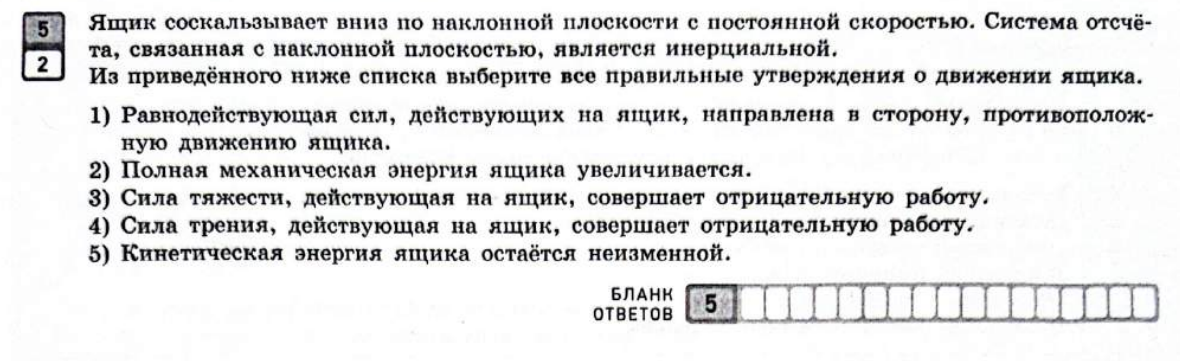 5
2
Ящик соскальзывает вниз по наклонной плоскости с постоянной скоростью. Система отсчё-
та, связанная с наклонной плоскостью, является инерциальной.
Из приведённого ниже списка выберите все правильные утверждения о движении ящика.
1) Равнодействующая сил, действующих на ящик, направлена в сторону, противополож-
ную движению ящика.
2) Полная механическая энергия ящика увеличивается.
3) Сила тяжести, действующая на ящик, совершает отрицательную работу.
4) Сила трения, действующая на ящик, совершает отрицательную работу.
5) Кинетическая энергия ящика остаётся неизменной.
БЛАНК
ОТВЕТОВ
5